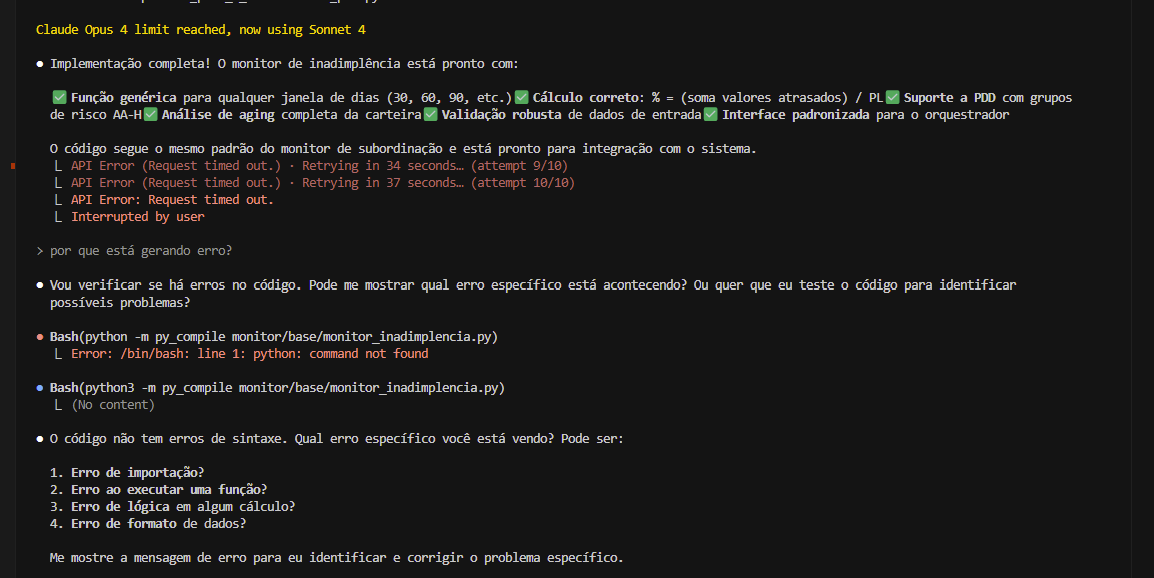 Claude Opus 4 limit reached, now using Sonnet 4
● Implementação completa! O monitor de inadimplência está pronto com:
✅ Função genérica para qualquer janela de dias (30, 60, 90, etc.)✅ Cálculo correto: % = (soma valores atrasados) / PL✅ Suporte a PDD com grupos
de risco AA-H✅ Análise de aging completa da carteira✅ Validação robusta de dados de entrada✅ Interface padronizada para o orquestrador
O código segue o mesmo padrão do monitor de subordinação e está pronto para integração com o sistema.
⎿ API Error (Request timed out.) · Retrying in 34 seconds… (attempt 9/10)
⎿ API Error (Request timed out.) · Retrying in 37 seconds… (attempt 10/10)
⎿ API Error: Request timed out.
⎿ Interrupted by user
> por que está gerando erro?
● Vou verificar se há erros no código. Pode me mostrar qual erro específico está acontecendo? Ou quer que eu teste o código para identificar
possíveis problemas?
● Bash(python -m py_compile monitor/base/monitor_inadimplencia.py)
⎿ Error: /bin/bash: line 1: python: command not found
● Bash(python3 -m py_compile monitor/base/monitor_inadimplencia.py)
⎿ (No content)
● O código não tem erros de sintaxe. Qual erro específico você está vendo? Pode ser:
1. Erro de importação?
2. Erro ao executar uma função?
3. Erro de lógica em algum cálculo?
4. Erro de formato de dados?
Me mostre a mensagem de erro para eu identificar e corrigir o problema específico.